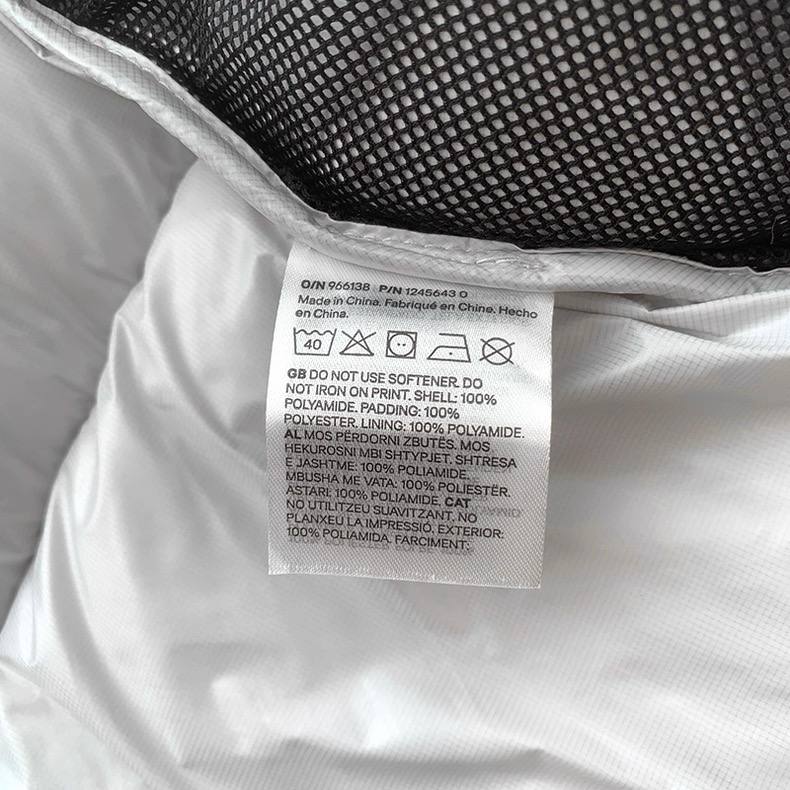 O/N 966138 P/N 1245643 0
Made in China. Fabriqué en Chine. Hecho
en China.
40
GB DO NOT USE SOFTENER. DO
NOT IRON ON PRINT. SHELL: 100%
POLYAMIDE. PADDING: 100%
POLYESTER. LINING: 100% POLYAMIDE.
AL MOS PËRDORNI ZBUTËS. MOS
HEKUROSNI MBI SHTYPJET. SHTRESA
E JASHTME: 100% POLIAMIDE.
MBUSHJA ME VATA: 100% POLIESTËR.
ASTARI: 100% POLIAMIDE. CAT
NO UTILITZEU SUAVITZANT. NO
PLANXEU LA IMPRESSIÓ. EXTERIOR:
100% POLIAMIDA. FARCIMENT: